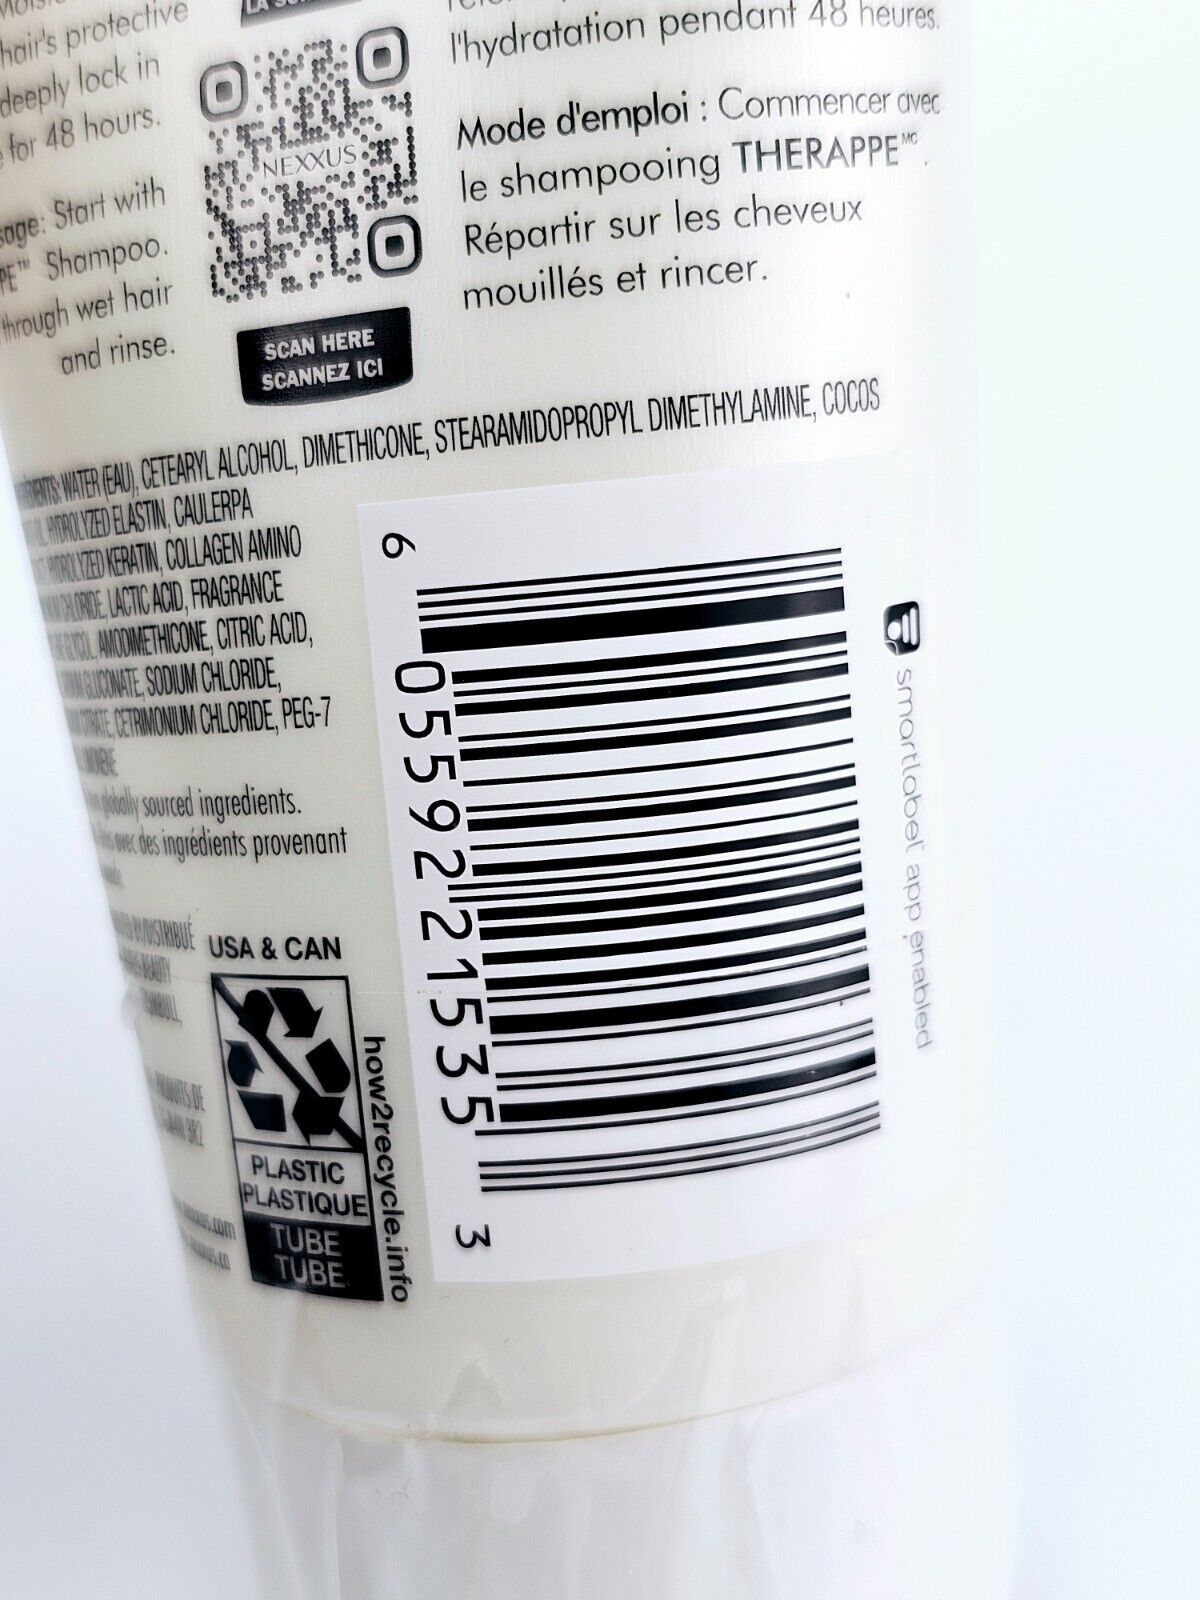 hair's protective
deeply lock in
for 48 hours.
Start with
Shampoo.
through wet hair
and rinse.
NEXXUS
SCAN HERE
SCANNEZ ICI
l'hydratation pendant 48 heures.
Mode d'emploi : Commencer avec
le shampooing THERAPPE MC.
Répartir sur les cheveux
mouillés et rincer.
WATER (EAU), CETEARYL ALCOHOL, DIMETHICONE, STEARAMIDOPROPYL DIMETHYLAMINE, COCOS
HYDROLYZED ELASTIN, CAULERPA
HYDROLYZED KERATIN, COLLAGEN AMINO
CHLORIDE, LACTIC ACID, FRAGRANCE
GLYCOL, AMODIMETHICONE, CITRIC ACID,
GLUCONATE, SODIUM CHLORIDE,
CETRIMONIUM CHLORIDE, PEG-7
globally sourced ingredients.
avec des ingrédients provenant
USA & CAN
PLASTIC
PLASTIQUE
TUBE
TUBE
how2recycle.info
6 05592 21535 3
smartlabel app enabled